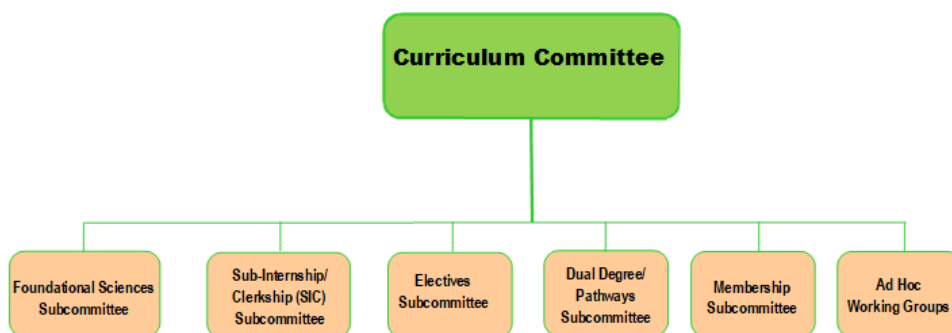 Curriculum Committee
Foundational Sciences
Subcommittee
Sub-Internship/
Clerkship (SIC)
Subcommittee
Electives
Subcommittee
Dual Degree/
Pathways
Subcommittee
Membership
Subcommittee
Ad Hoc
Working Groups